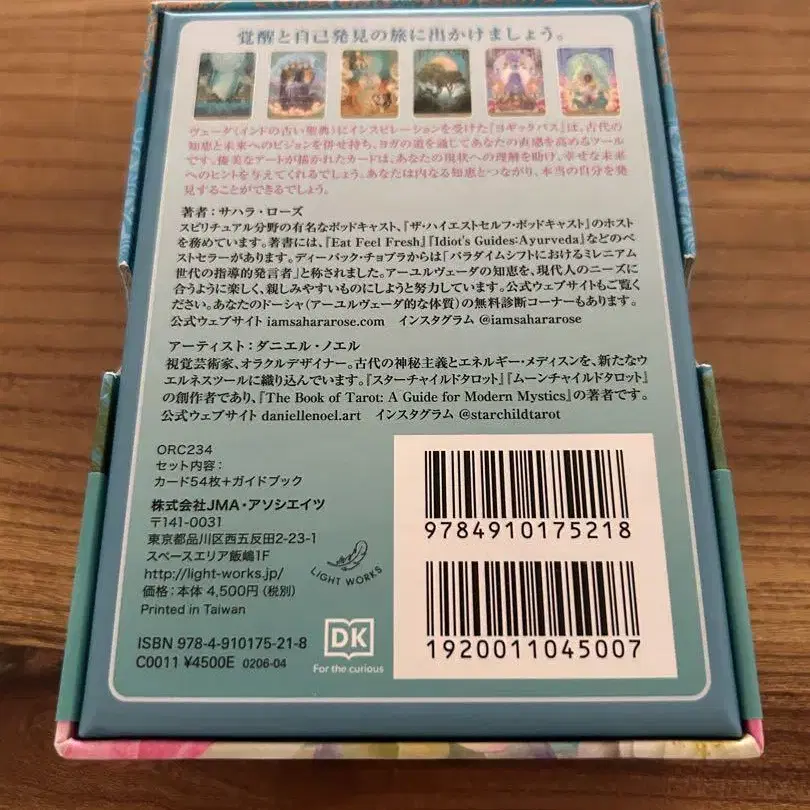 覚醒と自己発見の旅に出かけましょう。
ヴェーダ(インドの古い聖典)にインスピレーションを受けた『ヨギックパス』は、古代の
知恵と未来へのビジョンを併せ持ち、ヨガの道を通してあなたの直感を高めるツール
です。優美なアートが描かれたカードは、あなたの現状への理解を助け、幸せな未来
へのヒントを与えてくれるでしょう。あなたは内なる知恵とつながり、本当の自分を発
見することができるでしょう。
著者:サハラ・ローズ
スピリチュアル分野の有名なポッドキャスト、『ザ・ハイエストセルフ・ポッドキャスト』のホスト
を務めています。著書には、『Eat Feel Fresh』『Idiot's Guides:Ayurveda』などのベ
ストセラーがあります。ディーパック・チョプラからは「パラダイムシフトにおけるミレニアム
世代の指導的発言者」と称されました。アーユルヴェーダの知恵を、現代人のニーズに
合うように楽しく、親しみやすいものにしようと努力しています。公式ウェブサイトもご覧く
ださい。あなたのドーシャ(アーユルヴェーダ的な体質)の無料診断コーナーもあります。
公式ウェブサイト iamsahararose.com インスタグラム @iamsahararose
アーティスト:ダニエル・ノエル
視覚芸術家、オラクルデザイナー。古代の神秘主義とエネルギー・メディスンを、新たなウ
エルネスツールに織り込んでいます。『スターチャイルドタロット』『ムーンチャイルドタロット』
の創作者であり、『The Book of Tarot: A Guide for Modern Mystics』の著者です。
公式ウェブサイト daniellenoel.art インスタグラム @starchildtarot
ORC234
セット内容:
カード54枚+ガイドブック
株式会社JMA・アソシエイツ
〒141-0031
東京都品川区西五反田2-23-1
スペースエリア飯嶋1F
http://light-works.jp/
価格:本体 4,500円(税別)
Printed in Taiwan
LIGHT WORKS
ISBN 978-4-910175-21-8
C0011 ¥4500E 0206-04
DK
For the curious
9784910175218
1920011045007